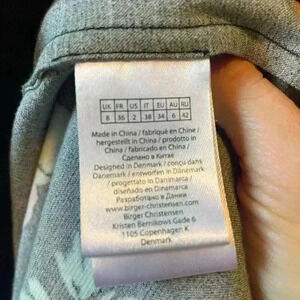 UK FR US IT EU AU RU
8 36 2 38 34 6 42
Made in China / fabriqué en Chine /
hergestellt in China / prodotto in
China / fabricado en China /
Сделано в Китае
Designed in Denmark / conçu dans
Danemark / entworfen in Dänemark
/ progettato in Danimarca /
diseñado en Dinamarca
Разработано в Дании
www.birger-christensen.com
Birger Christensen
Kristen Bernikows Gade 6
1105 Copenhagen K
Denmark